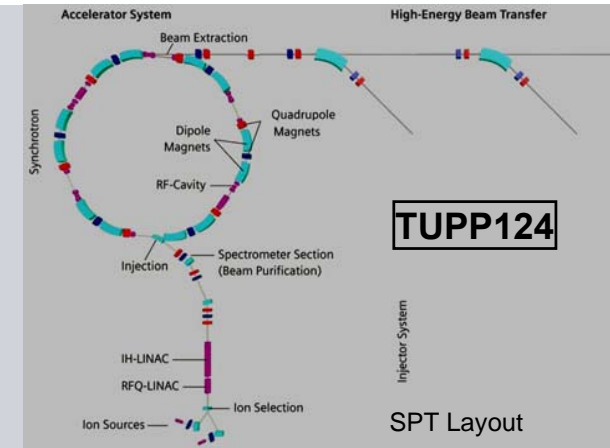 Accelerator System
High-Energy Beam Transfer
Beam Extraction
Synchrotron
Dipole
Magnets
Quadrupole
Magnets
RF-Cavity
TUPP124
Injection
Spectrometer Section
(Beam Purification)
Injector System
IH-LINAC
RFQ-LINAC
Ion Selection
Ion Sources
SPT Layout